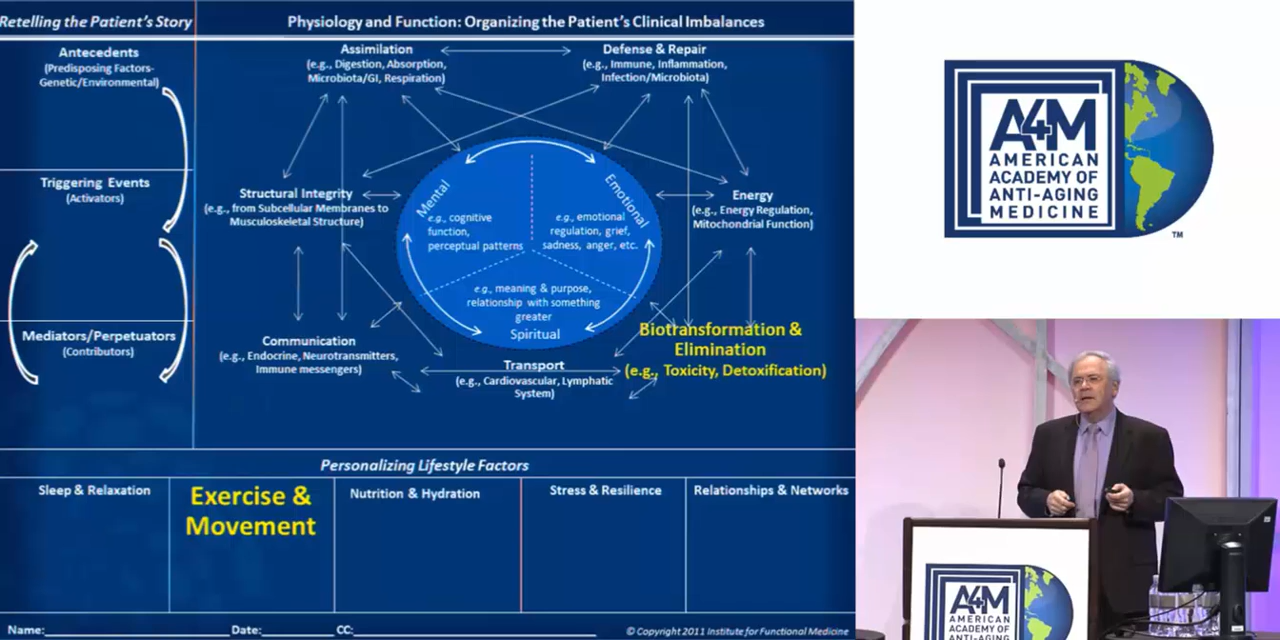 Retelling the Patient's Story
Physiology and Function: Organizing the Patient's Clinical Imbalances
Antecedents
(Predisposing Factors-
Genetic/Environmental)
Triggering Events
(Activators)
Mediators/Perpetuators
(Contributors)
Assimilation
(e.g., Digestion, Absorption,
Microbiota/GI, Respiration)
Defense & Repair
(e.g., Immune, Inflammation,
Infection/Microbiota)
Structural Integrity
(e.g., from Subcellular Membranes to
Musculoskeletal Structure)
Mental
e.g., cognitive
function,
perceptual patterns
Emotional
e.g., emotional
regulation, grief,
sadness, anger, etc.
e.g., meaning & purpose,
relationship with something
greater
Spiritual
Energy
(e.g., Energy Regulation,
Mitochondrial Function)
Communication
(e.g., Endocrine, Neurotransmitters,
Immune messengers)
Transport
(e.g., Cardiovascular, Lymphatic
System)
Biotransformation &
Elimination
(e.g., Toxicity, Detoxification)
Personalizing Lifestyle Factors
Sleep & Relaxation
Exercise &
Movement
Nutrition & Hydration
Stress & Resilience
Relationships & Networks
Name: Date: CC: © Copyright 2011 Institute for Functional Medicine
A4M
AMERICAN
ACADEMY OF
ANTI-AGING
MEDICINE
TM
A4M
AMERICAN
ACADEMY OF
ANTI-AGING